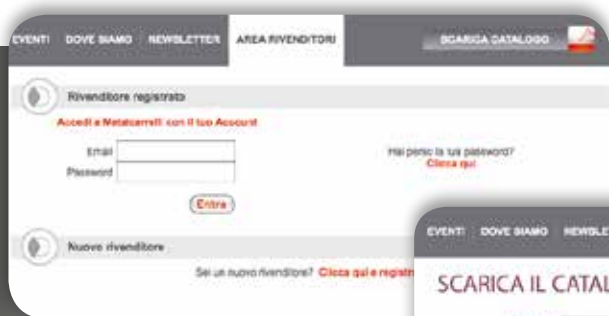 EVENTI DOVE SIAMO NEWSLETTER AREA RIVENDITORI SCARICA CATALOGO
Rivenditore registrato
Accedi a Metalcarrelli con il tuo Account
Email
Hai perso la tua password?
Password
Clicca qui
Entra
Nuovo rivenditore
Sei un nuovo rivenditore? Clicca qui e registr
EVENTI DOVE SIAMO NEWSLE
SCARICA IL CATAL